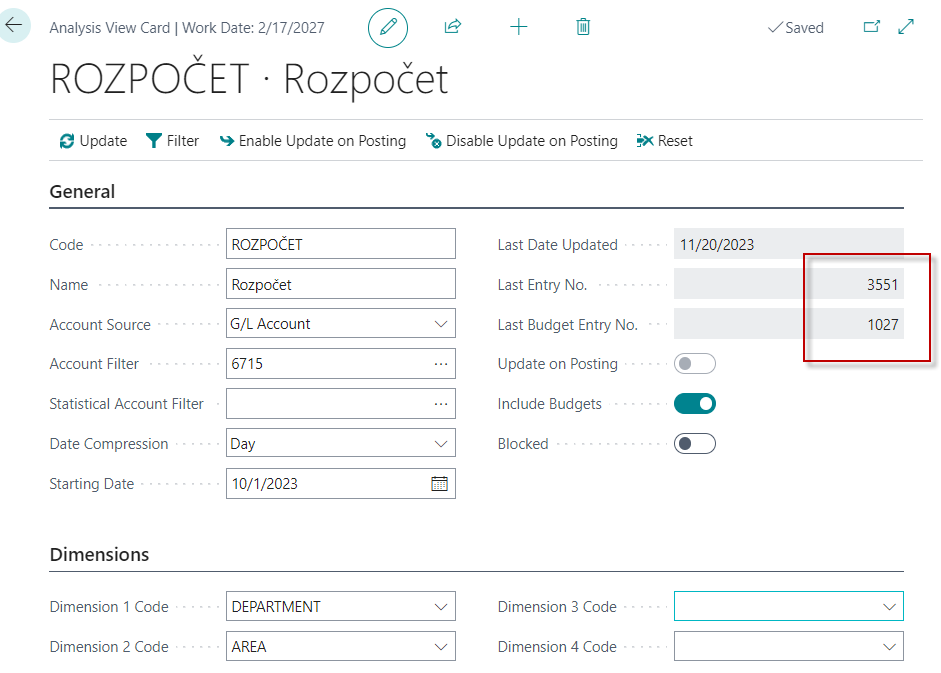 Analysis View Card | Work Date: 2/17/2027
Saved
ROZPOČET · Rozpočet
Update Filter Enable Update on Posting Disable Update on Posting Reset
General
Code ROZPOČET
Last Date Updated 11/20/2023
Name Rozpočet
Last Entry No. 3551
Account Source G/L Account
Last Budget Entry No. 1027
Account Filter 6715
Update on Posting
Statistical Account Filter
Include Budgets
Date Compression Day
Blocked
Starting Date 10/1/2023
Dimensions
Dimension 1 Code DEPARTMENT
Dimension 3 Code
Dimension 2 Code AREA
Dimension 4 Code